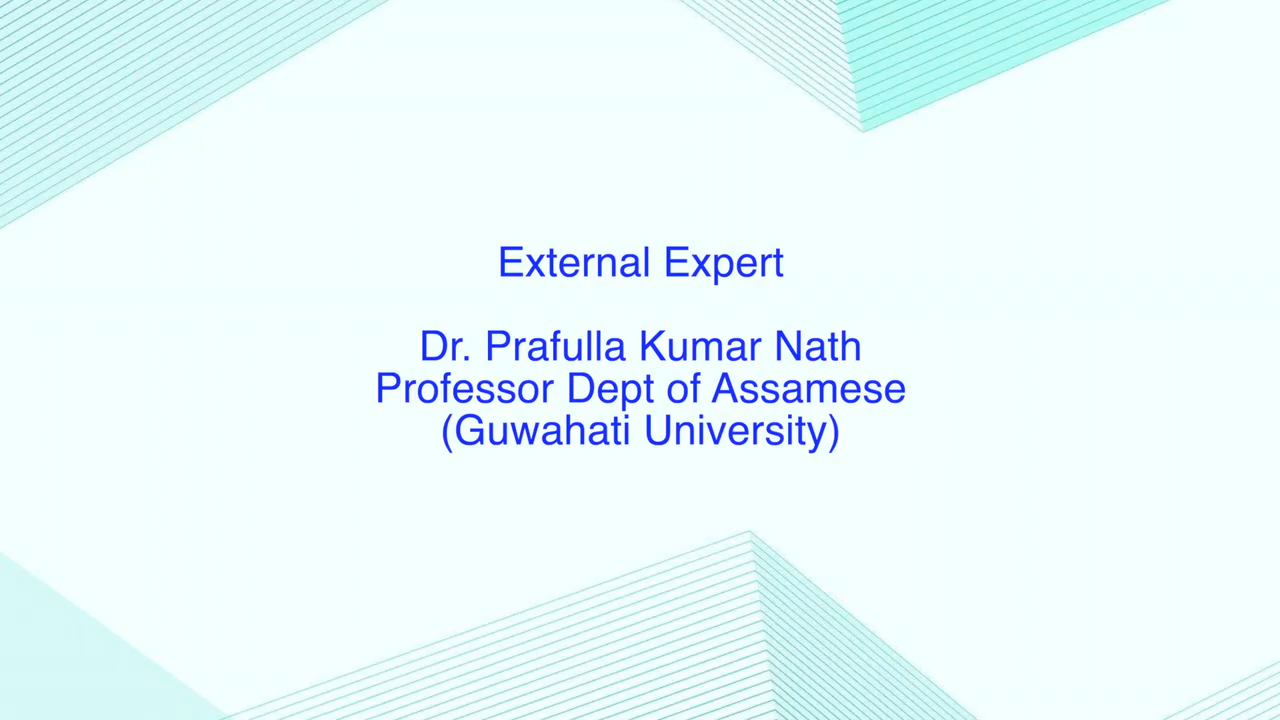 External Expert
Dr. Prafulla Kumar Nath
Professor Dept of Assamese
(Guwahati University)